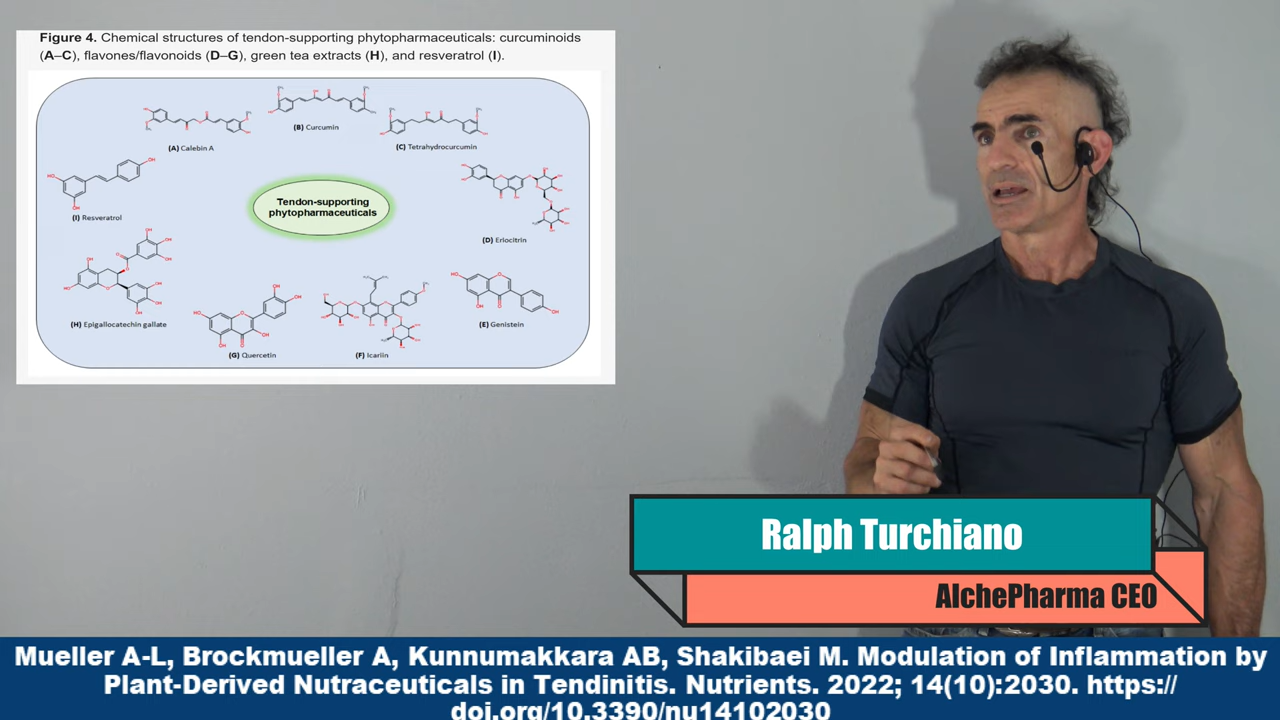 Figure 4. Chemical structures of tendon-supporting phytopharmaceuticals: curcuminoids
(A–C), flavones/flavonoids (D–G), green tea extracts (H), and resveratrol (I).
(A) Calebin A
(B) Curcumin
(C) Tetrahydrocurcumin
(I) Resveratrol
Tendon-supporting
phytopharmaceuticals
(D) Eriocitrin
(H) Epigallocatechin gallate
(G) Quercetin
(F) Icariin
(E) Genistein
Ralph Turchiano
AlchePharma CEO
Mueller A-L, Brockmueller A, Kunnumakkara AB, Shakibaei M. Modulation of Inflammation by
Plant-Derived Nutraceuticals in Tendinitis. Nutrients. 2022; 14(10):2030. https://
doi.org/10.3390/nu14102030